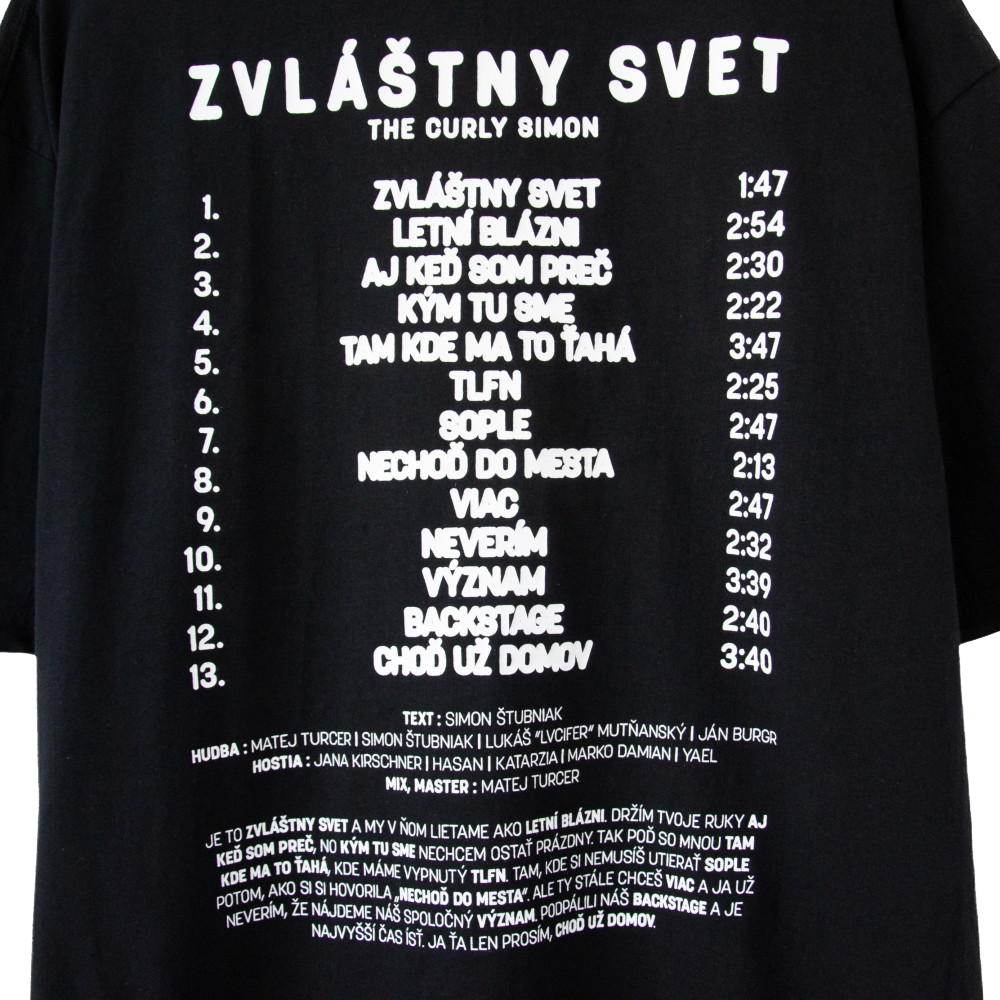 ZVLÁŠTNY SVET
THE CURLY SIMON
1. ZVLÁŠTNY SVET 1:47
2. LETNÍ BLÁZNI 2:54
3. AJ KEĎ SOM PREČ 2:30
4. KÝM TU SME 2:22
5. TAM KDE MA TO ŤAHÁ 3:47
6. TLFN 2:25
7. SOPLE 2:47
8. NECHOĎ DO MESTA 2:13
9. VIAC 2:47
10. NEVERÍM 2:32
11. VÝZNAM 3:39
12. BACKSTAGE 2:40
13. CHOĎ UŽ DOMOV 3:40
TEXT : SIMON ŠTUBNIAK
HUDBA : MATEJ TURCER | SIMON ŠTUBNIAK | LUKÁŠ "LVCIFER" MUTŇANSKÝ | JÁN BURGR
HOSTIA : JANA KIRSCHNER | HASAN | KATARZIA | MARKO DAMIAN | YAEL
MIX, MASTER : MATEJ TURCER
JE TO ZVLÁŠTNY SVET A MY V ŇOM LIETAME AKO LETNÍ BLÁZNI. DRŽÍM TVOJE RUKY AJ
KEĎ SOM PREČ, NO KÝM TU SME NECHCEM OSTAŤ PRÁZDNY. TAK POĎ SO MNOU TAM
KDE MA TO ŤAHÁ, KDE MÁME VYPNUTÝ TLFN. TAM, KDE SI NEMUSÍŠ UTIERAŤ SOPLE
POTOM, AKO SI SI HOVORILA „NECHOĎ DO MESTA". ALE TY STÁLE CHCEŠ VIAC A JA UŽ
NEVERÍM, ŽE NÁJDEME NÁŠ SPOLOČNÝ VÝZNAM. PODPÁLILI NÁŠ BACKSTAGE A JE
NAJVYŠŠÍ ČAS ÍSŤ. JA ŤA LEN PROSÍM, CHOĎ UŽ DOMOV.